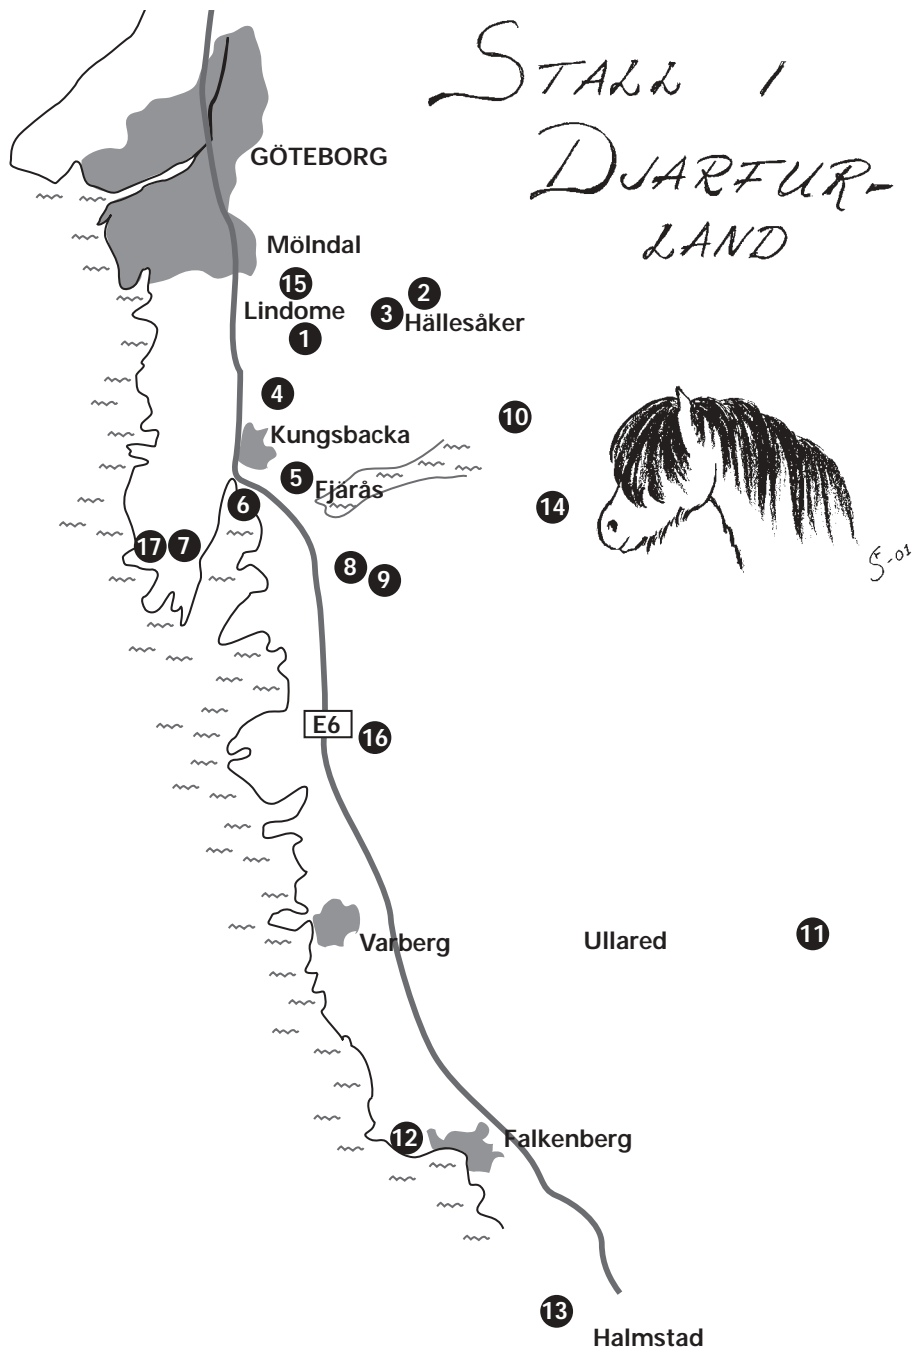 STALL I
DJARFUR-
LAND
GÖTEBORG
Mölndal
15
2
Lindome
3
Hällesåker
1
4
10
Kungsbacka
5
Fjärås
6
14
17
7
8
9
S-01
E6
16
Varberg
Ullared
11
12
Falkenberg
13
Halmstad